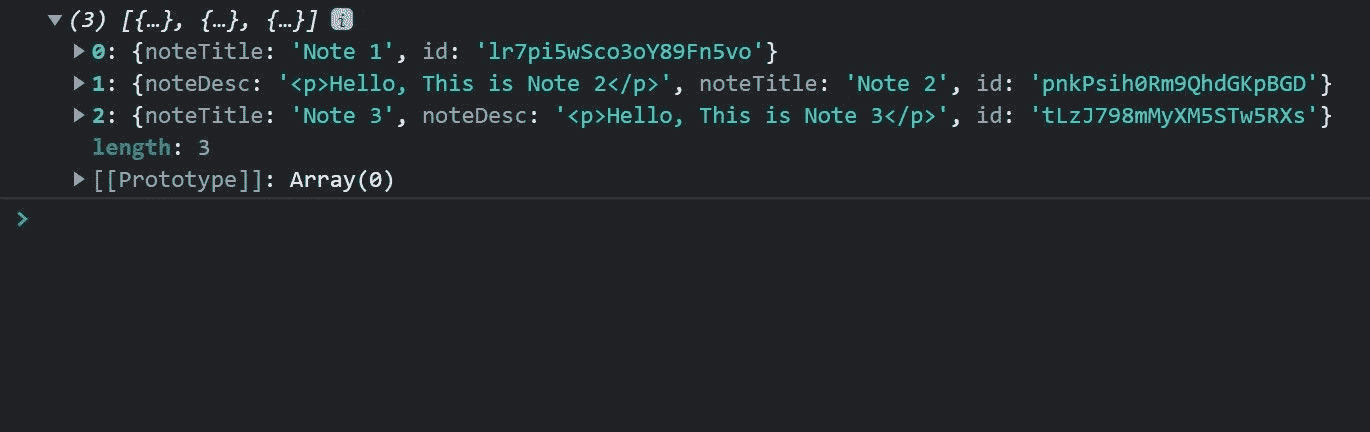 ▼(3) [{…}, {…}, {…}] i
▶0: {noteTitle: 'Note 1', id: 'lr7pi5wSco3oY89Fn5vo'}
▶1: {noteDesc: '<p>Hello, This is Note 2</p>', noteTitle: 'Note 2', id: 'pnkPsih0Rm9QhdGKpBGD'}
▶2: {noteTitle: 'Note 3', noteDesc: '<p>Hello, This is Note 3</p>', id: 'tLzJ798mMyXM5STw5RXs'}
length: 3
▶[[Prototype]]: Array(0)
>